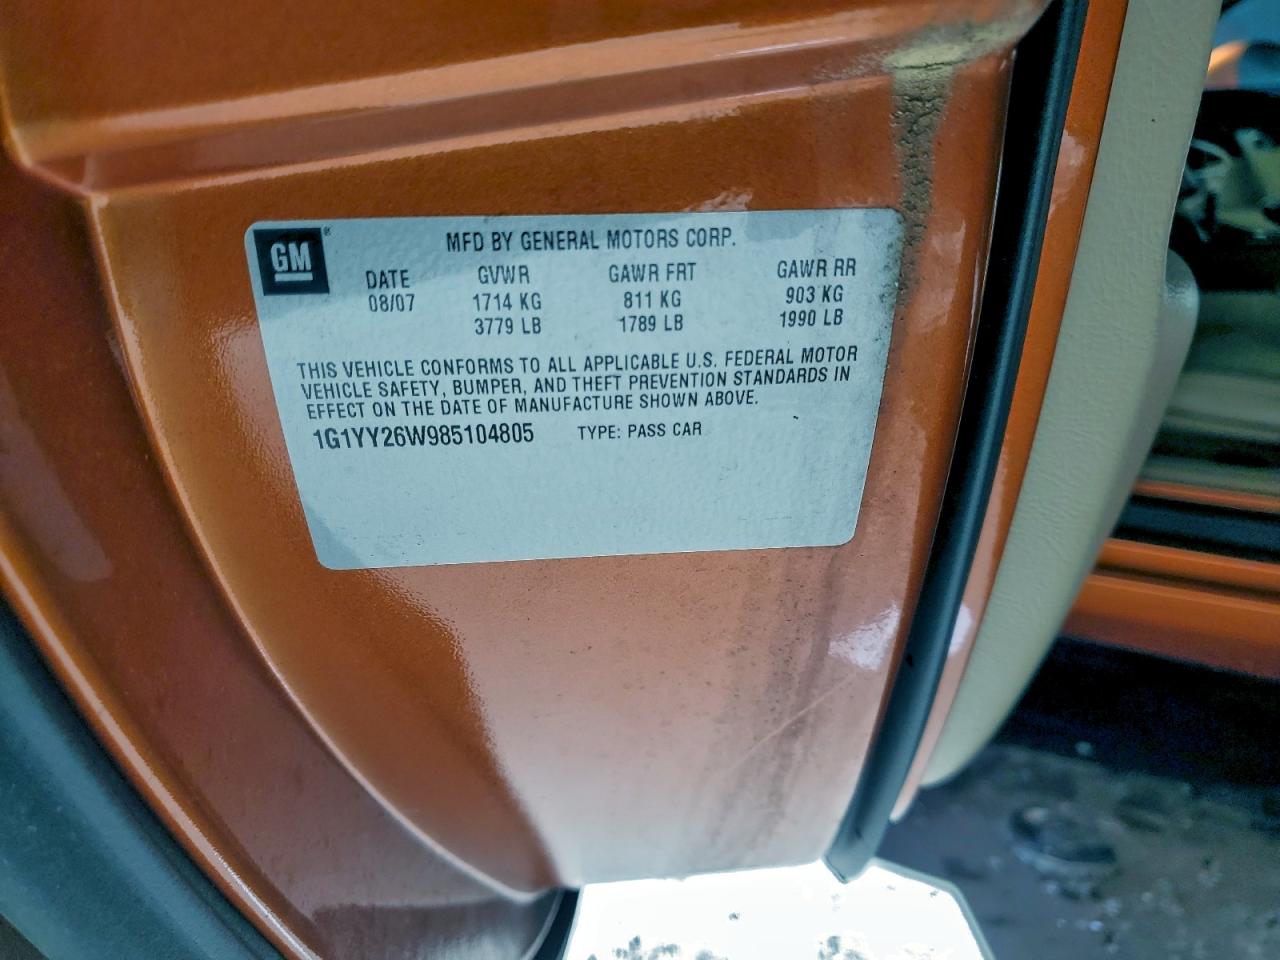 GM®
MFD BY GENERAL MOTORS CORP.
DATE GVWR GAWR FRT GAWR RR
08/07 1714 KG 811 KG 903 KG
3779 LB 1789 LB 1990 LB
THIS VEHICLE CONFORMS TO ALL APPLICABLE U.S. FEDERAL MOTOR
VEHICLE SAFETY, BUMPER, AND THEFT PREVENTION STANDARDS IN
EFFECT ON THE DATE OF MANUFACTURE SHOWN ABOVE.
1G1YY26W985104805 TYPE: PASS CAR